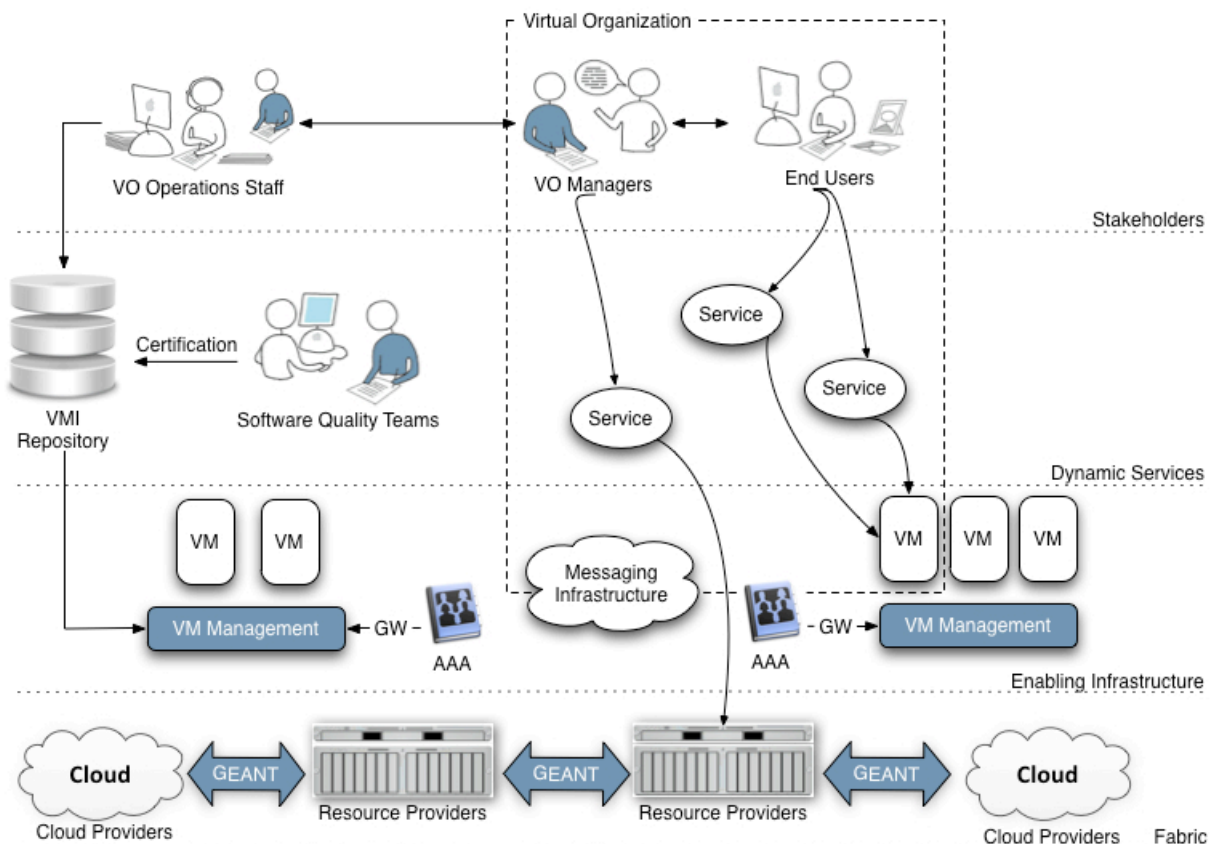 Virtual Organization
VO Operations Staff
VO Managers
End Users
Stakeholders
Service
Certification
Service
VMI
Repository
Software Quality Teams
Service
Dynamic Services
VM
VM
Messaging
Infrastructure
VM
VM
VM
VM Management
GW
AAA
AAA
GW
VM Management
Enabling Infrastructure
Cloud
GEANT
GEANT
GEANT
Cloud
Cloud Providers
Resource Providers
Resource Providers
Cloud Providers
Fabric